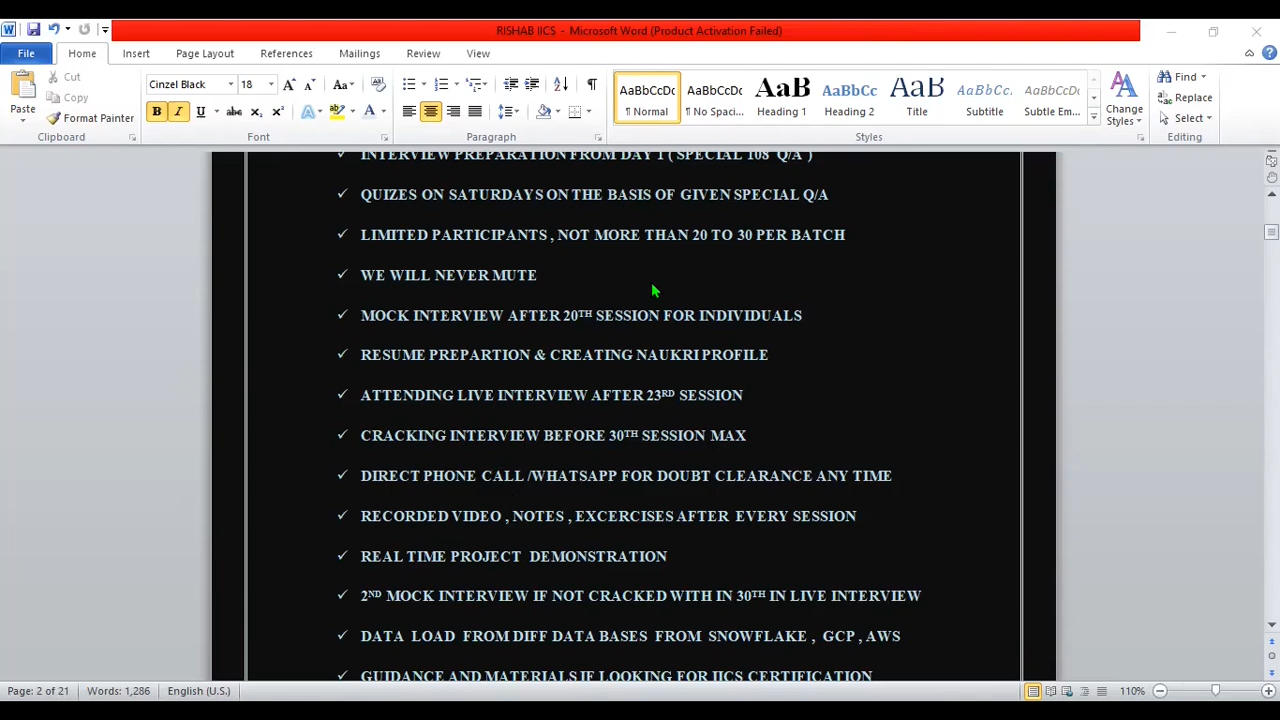 RISHAB IICS - Microsoft Word (Product Activation Failed)
File Home Insert Page Layout References Mailings Review View
Paste
Cut
Copy
Format Painter
Clipboard
Cinzel Black 18
Font
Paragraph
AaBbCcDc AaBbCcDc AaB AaBbCc AaB AaBbCcL AaBbCcDc
¶ Normal ¶ No Spaci... Heading 1 Heading 2 Title Subtitle Subtle Em...
Change Styles
Styles
Find
Replace
Select
Editing
INTERVIEW PREPARATION FROM DAY 1 ( SPECIAL 108 Q/A )
QUIZES ON SATURDAYS ON THE BASIS OF GIVEN SPECIAL Q/A
LIMITED PARTICIPANTS , NOT MORE THAN 20 TO 30 PER BATCH
WE WILL NEVER MUTE
MOCK INTERVIEW AFTER 20TH SESSION FOR INDIVIDUALS
RESUME PREPARTION & CREATING NAUKRI PROFILE
ATTENDING LIVE INTERVIEW AFTER 23RD SESSION
CRACKING INTERVIEW BEFORE 30TH SESSION MAX
DIRECT PHONE CALL /WHATSAPP FOR DOUBT CLEARANCE ANY TIME
RECORDED VIDEO , NOTES , EXCERCISES AFTER EVERY SESSION
REAL TIME PROJECT DEMONSTRATION
2ND MOCK INTERVIEW IF NOT CRACKED WITH IN 30TH IN LIVE INTERVIEW
DATA LOAD FROM DIFF DATA BASES FROM SNOWFLAKE , GCP , AWS
GUIDANCE AND MATERIALS IF LOOKING FOR IICS CERTIFICATION
Page: 2 of 21 Words: 1,286 English (U.S.) 110%